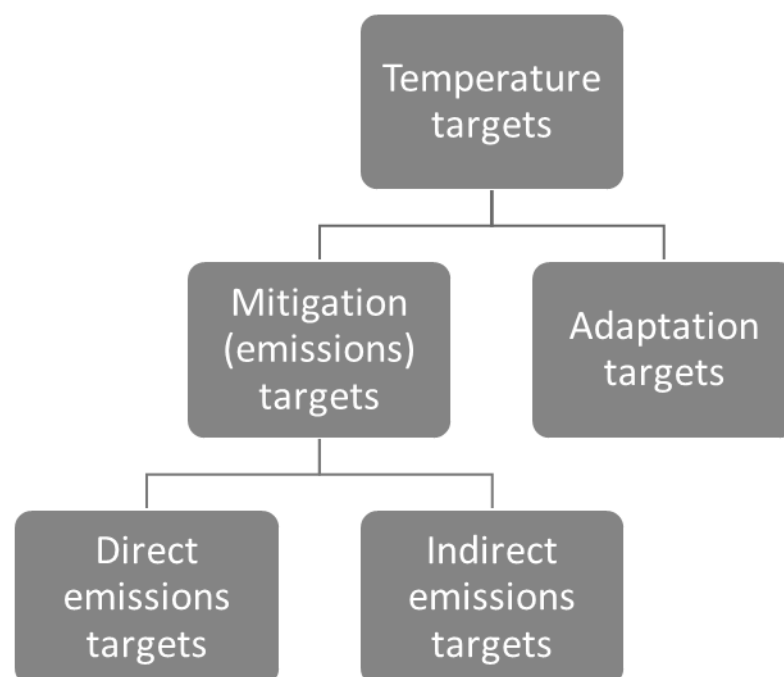 Temperature
targets
Mitigation
(emissions)
targets
Adaptation
targets
Direct
emissions
targets
Indirect
emissions
targets